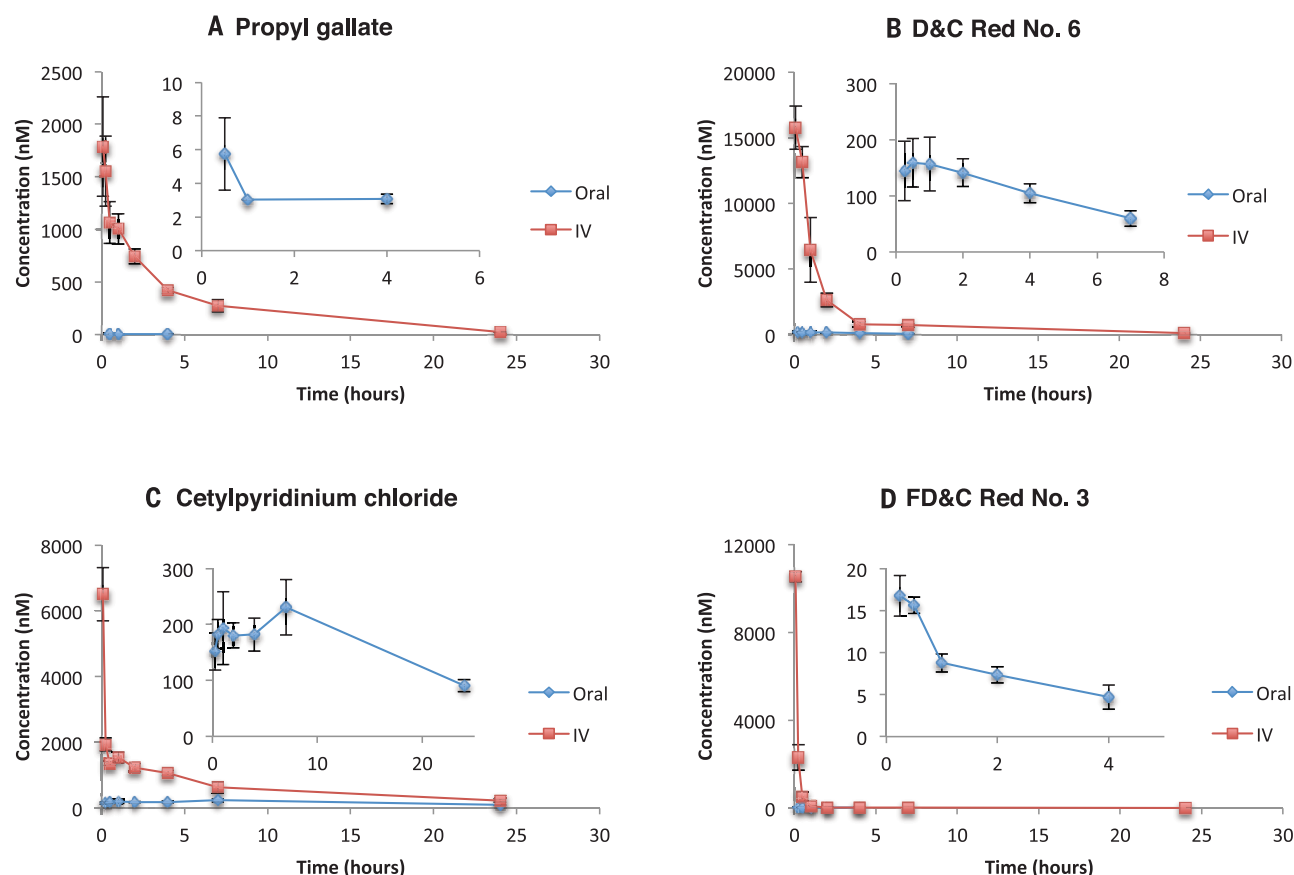 A Propyl gallate
Concentration (nM)
2500
2000
1500
1000
500
0
0 5 10 15 20 25 30
Time (hours)
10
8
6
4
2
0
0 2 4 6
Oral
IV
B D&C Red No. 6
Concentration (nM)
20000
15000
10000
5000
0
0 5 10 15 20 25 30
Time (hours)
300
200
100
0
0 2 4 6 8
Oral
IV
C Cetylpyridinium chloride
Concentration (nM)
8000
6000
4000
2000
0
0 5 10 15 20 25 30
Time (hours)
300
200
100
0
0 10 20
Oral
IV
D FD&C Red No. 3
Concentration (nM)
12000
8000
4000
0
0 5 10 15 20 25 30
Time (hours)
20
15
10
5
0
0 2 4
Oral
IV